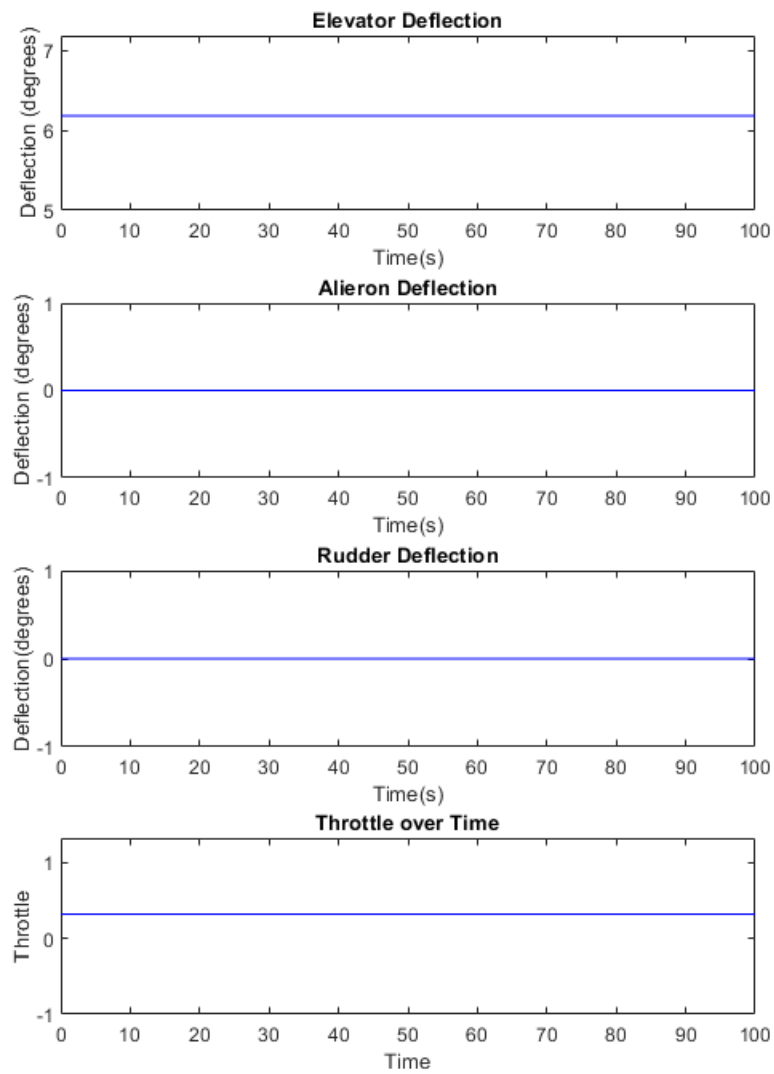 Elevator Deflection
7
6
5
Deflection (degrees)
0 10 20 30 40 50 60 70 80 90 100
Time(s)
Alieron Deflection
1
0
-1
Deflection (degrees)
0 10 20 30 40 50 60 70 80 90 100
Time(s)
Rudder Deflection
1
0
-1
Deflection(degrees)
0 10 20 30 40 50 60 70 80 90 100
Time(s)
Throttle over Time
1
0
-1
Throttle
0 10 20 30 40 50 60 70 80 90 100
Time